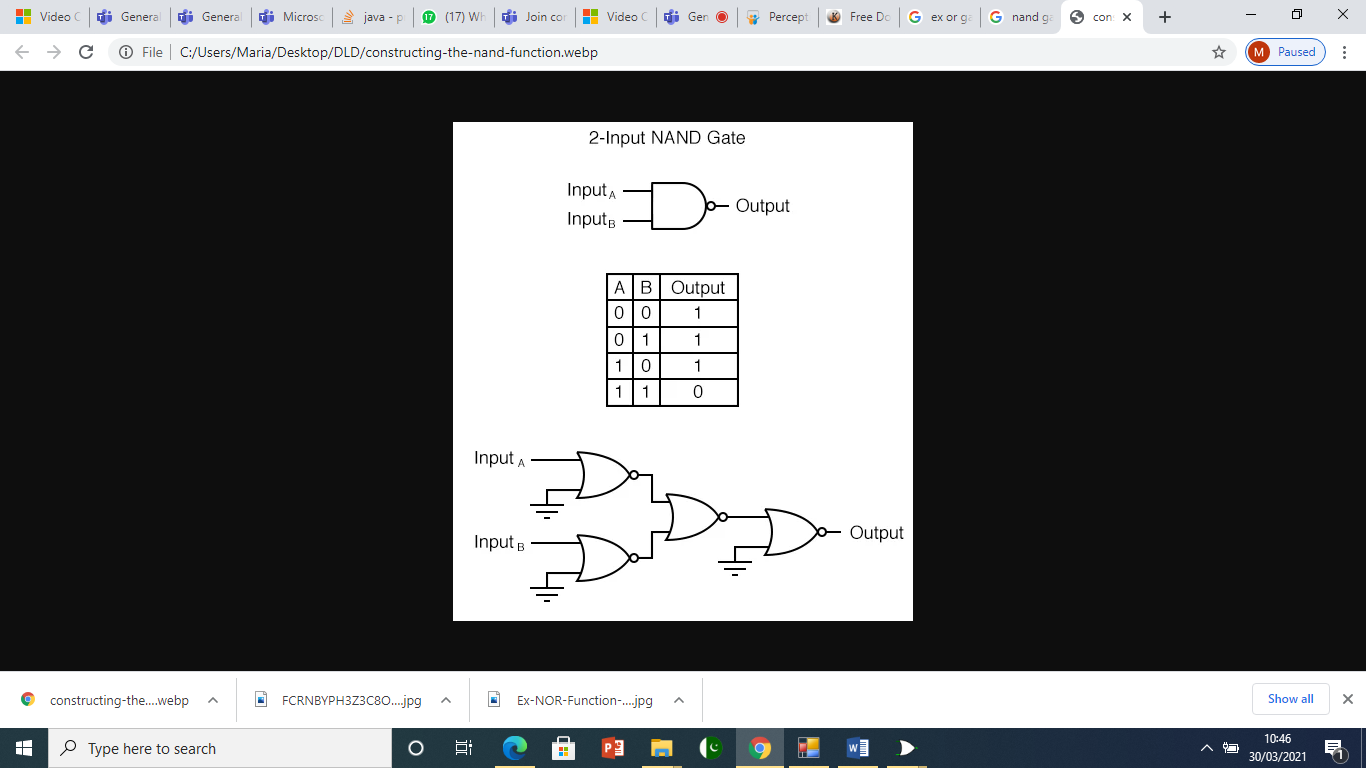 Video C
General
General
Microsc
java - p
(17) Wh
Join cor
Video C
Gen
Percept
Free Do
ex or ga
nand ga
con
File | C:/Users/Maria/Desktop/DLD/constructing-the-nand-function.webp
M Paused
2-Input NAND Gate
Input A
Input B
Output
A B Output
0 0 1
0 1 1
1 0 1
1 1 0
Input A
Input B
Output
constructing-the....webp
FCRNBYPH3Z3C8O....jpg
Ex-NOR-Function-....jpg
Show all
Type here to search
10:46
30/03/2021
1